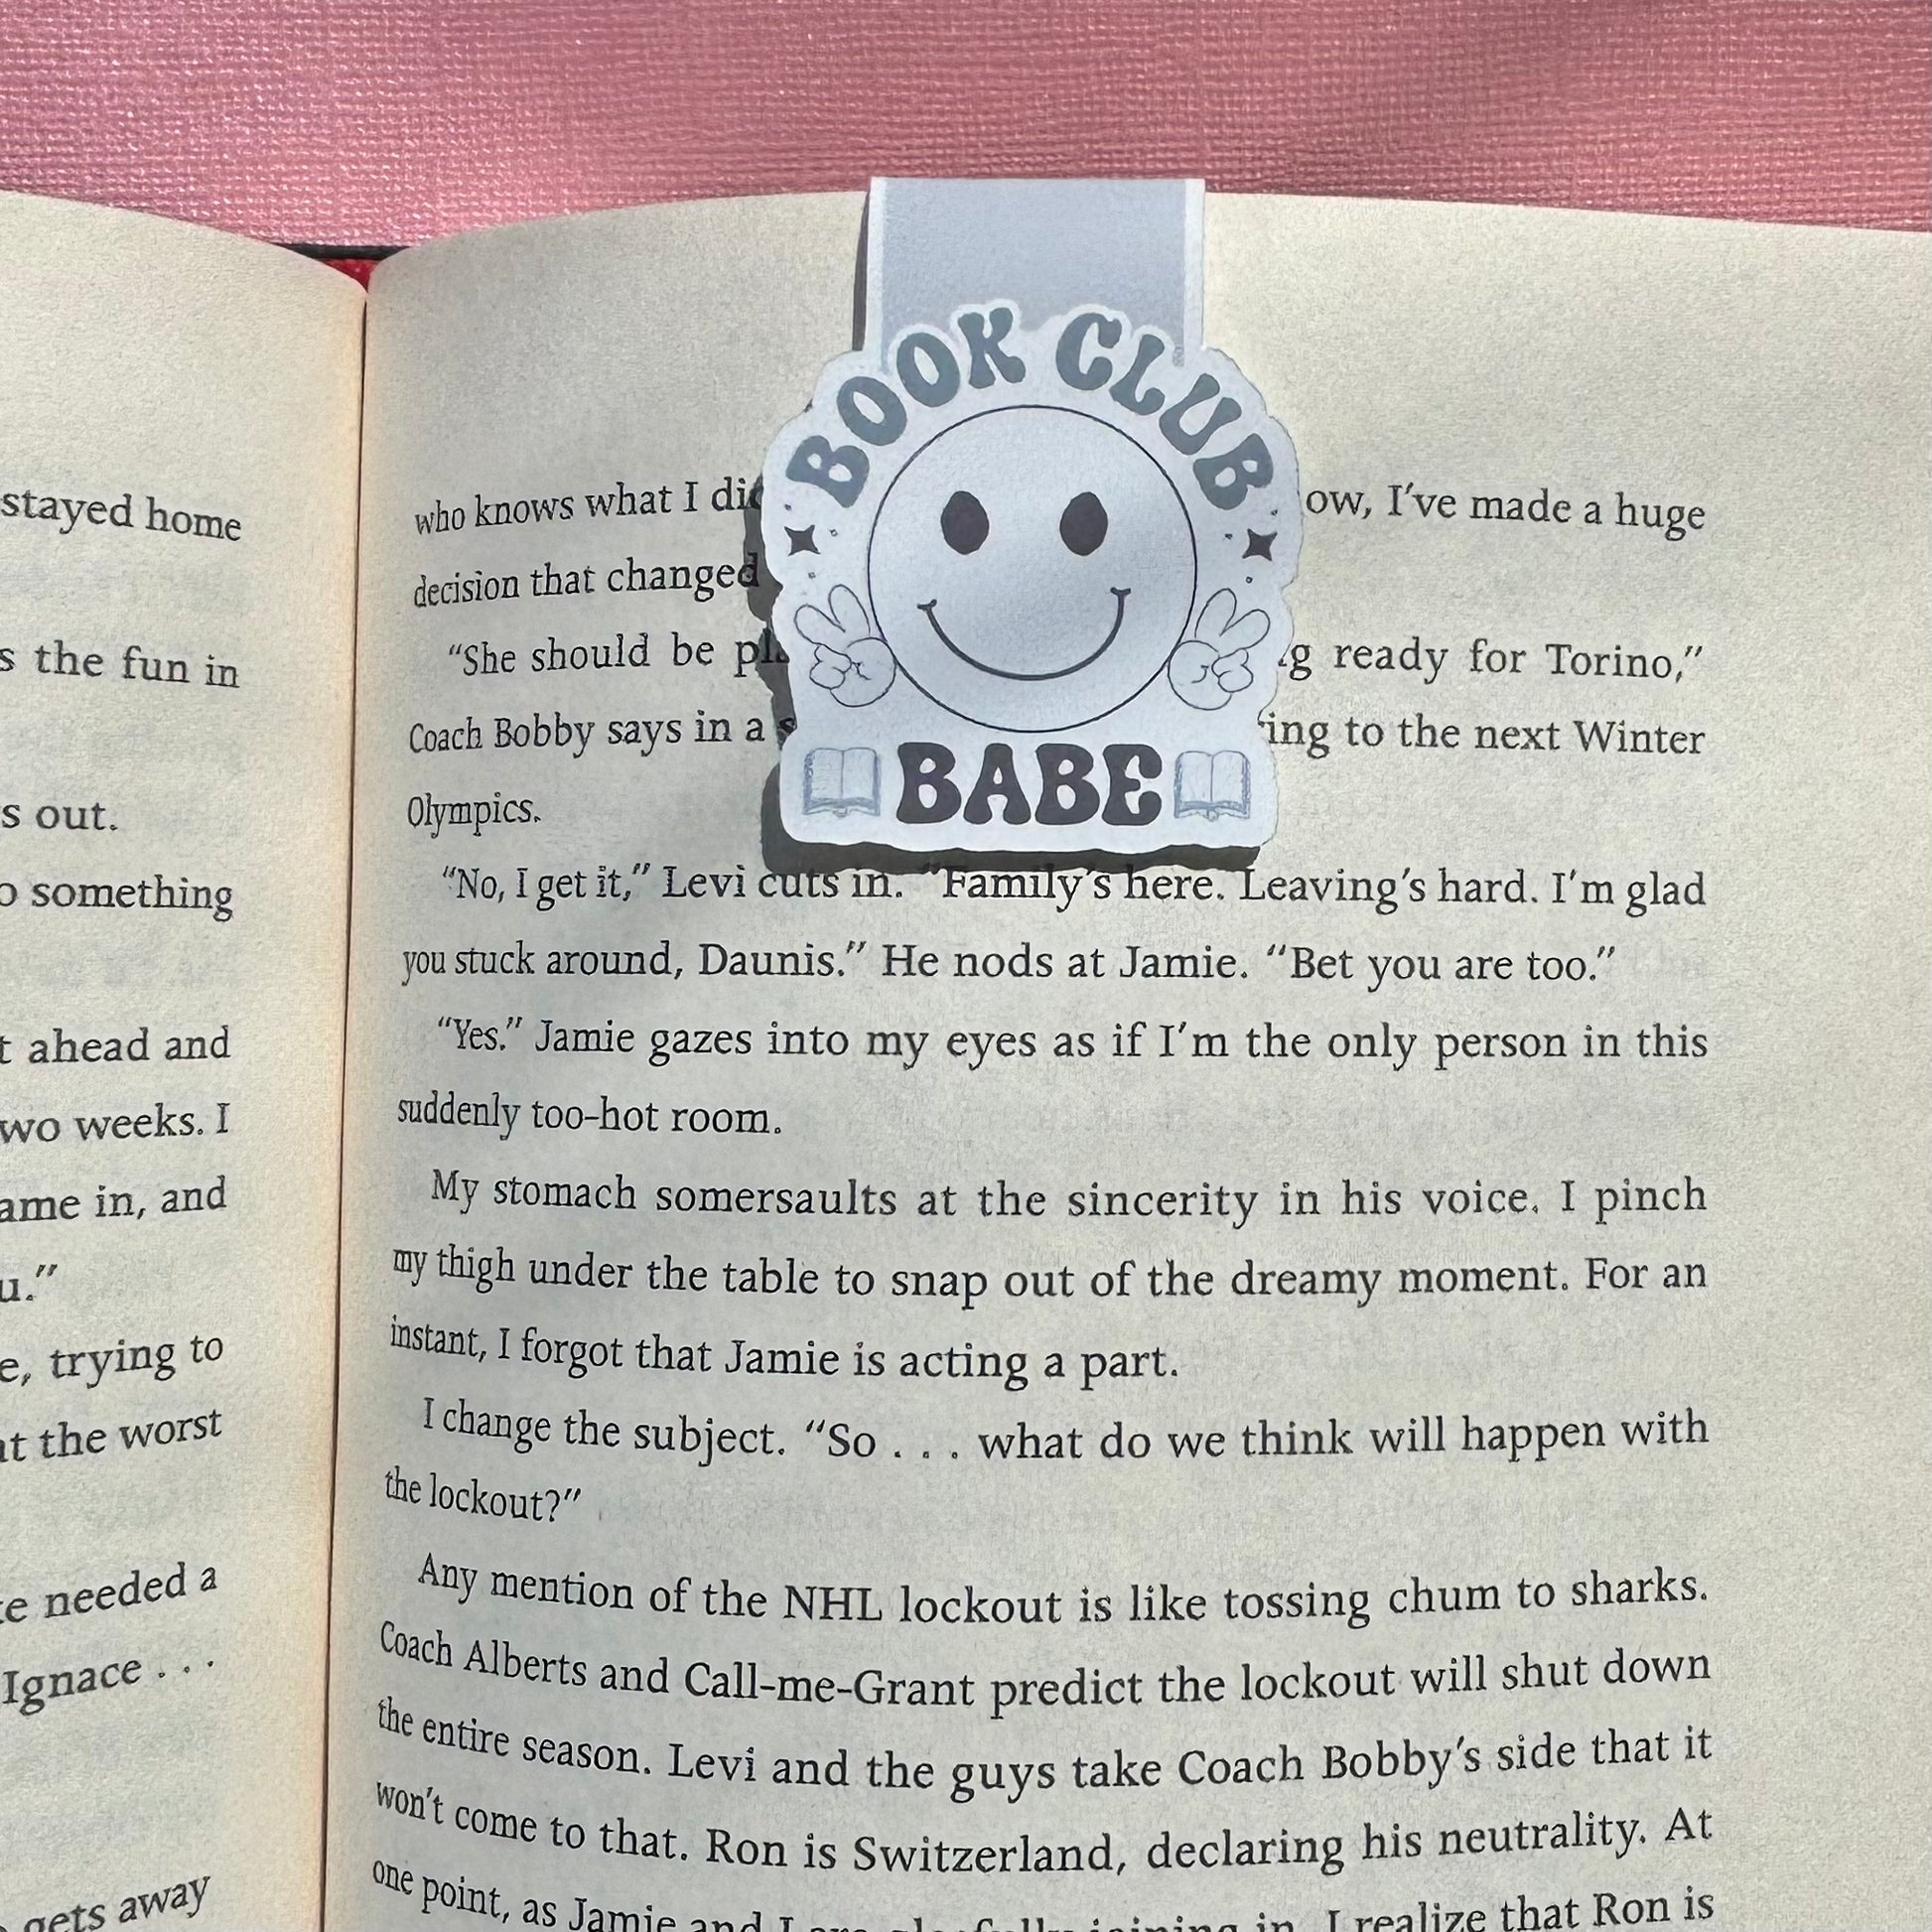 stayed home
the fun in
out.
something
ahead and
weeks. I
in, and
trying to
the worst
needed a
Ignace . . .
gets away
BOOK CLUB
BABE
who knows what I
I’ve made a huge
decision that changed
“She should be
ready for Torino,”
Coach Bobby says in a
to the next Winter
Olympics.
“No, I get it,” Levi cuts in. “Family’s here. Leaving’s hard. I’m glad
you stuck around, Daunis.” He nods at Jamie. “Bet you are too.”
“Yes.” Jamie gazes into my eyes as if I’m the only person in this
suddenly too-hot room.
My stomach somersaults at the sincerity in his voice. I pinch
my thigh under the table to snap out of the dreamy moment. For an
instant, I forgot that Jamie is acting a part.
I change the subject. “So . . . what do we think will happen with
the lockout?”
Any mention of the NHL lockout is like tossing chum to sharks.
Coach Alberts and Call-me-Grant predict the lockout will shut down
the entire season. Levi and the guys take Coach Bobby’s side that it
won’t come to that. Ron is Switzerland, declaring his neutrality. At
one point, as Jamie and I are gleefully joining in, I realize that Ron is